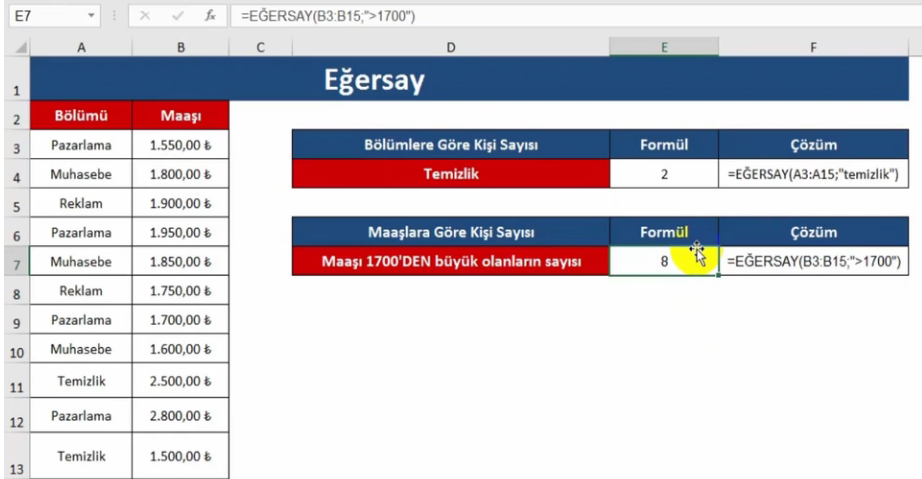 E7 fx =EĞERSAY(B3:B15;">1700")
A B C D E F
1 Eğersay
2 Bölümü Maaşı
3 Pazarlama 1.550,00 ₺ Bölümlere Göre Kişi Sayısı Formül Çözüm
4 Muhasebe 1.800,00 ₺ Temizlik 2 =EĞERSAY(A3:A15;"temizlik")
5 Reklam 1.900,00 ₺
6 Pazarlama 1.950,00 ₺ Maaşlara Göre Kişi Sayısı Formül Çözüm
7 Muhasebe 1.850,00 ₺ Maaşı 1700'DEN büyük olanların sayısı 8 =EĞERSAY(B3:B15;">1700")
8 Reklam 1.750,00 ₺
9 Pazarlama 1.700,00 ₺
10 Muhasebe 1.600,00 ₺
11 Temizlik 2.500,00 ₺
12 Pazarlama 2.800,00 ₺
13 Temizlik 1.500,00 ₺